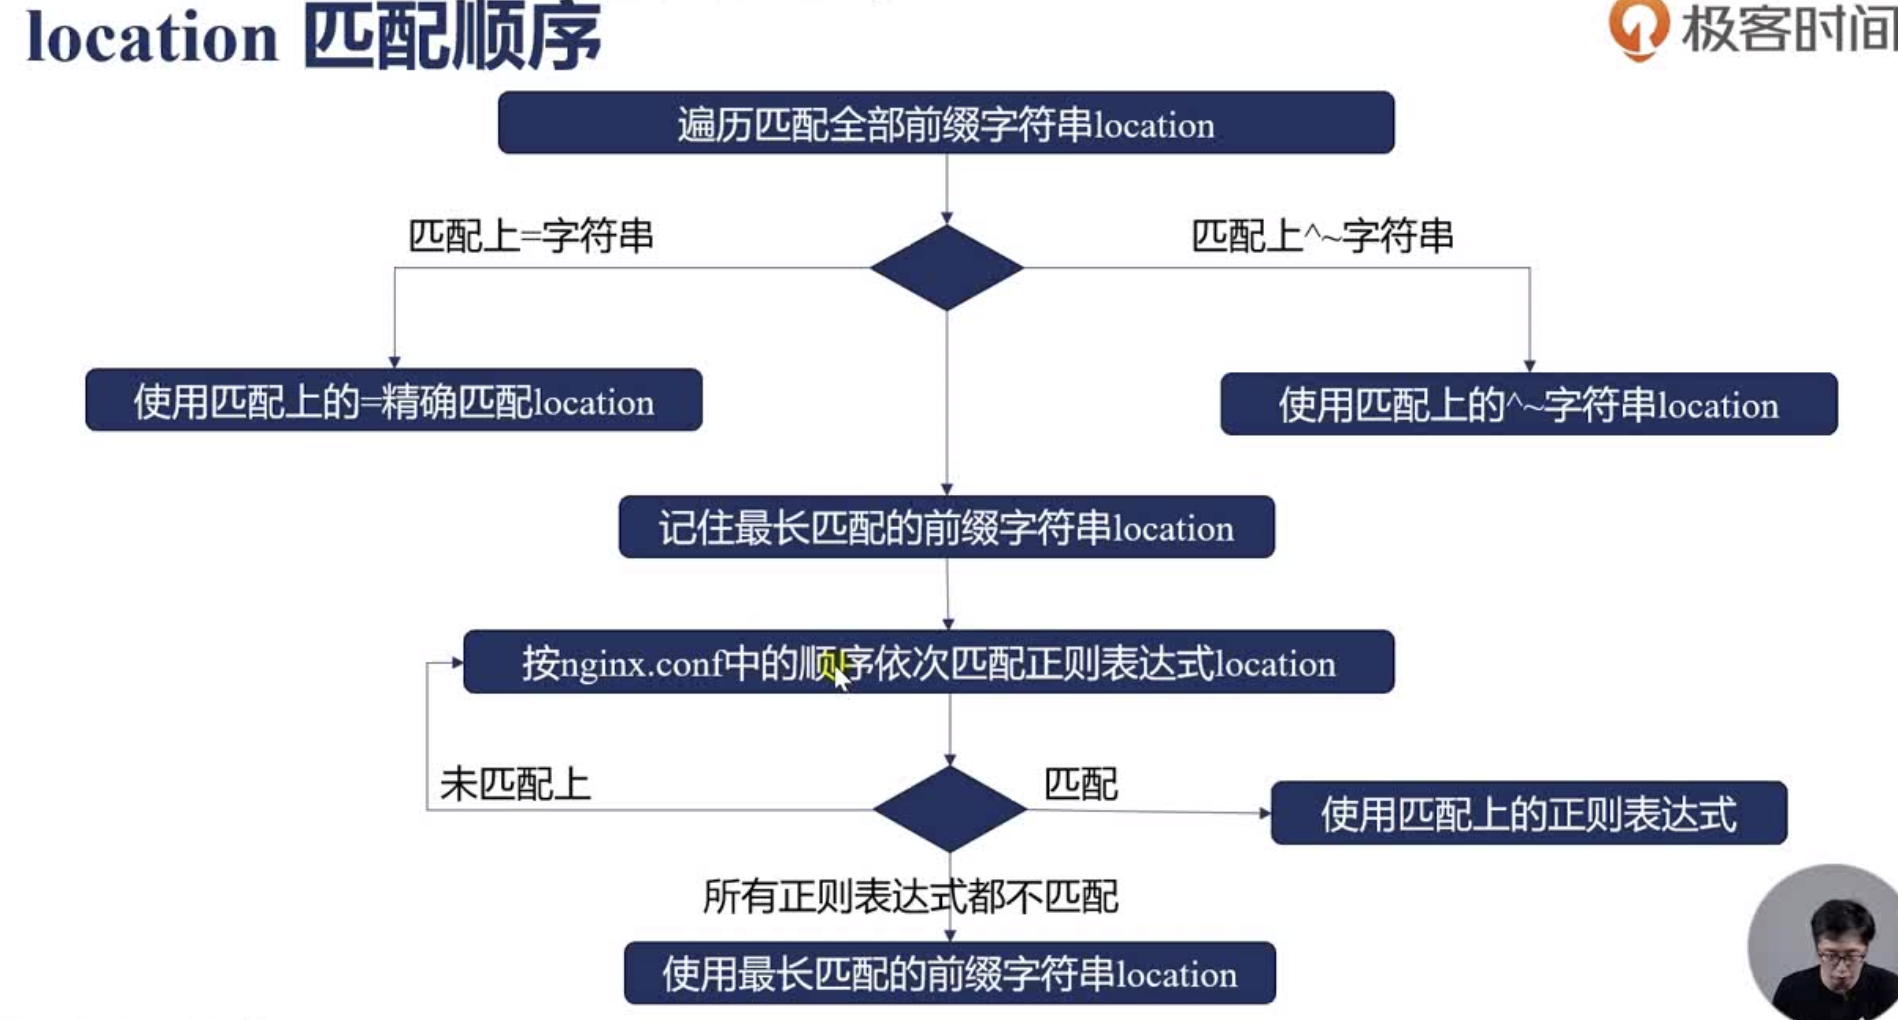 location 匹配顺序
极客时间
遍历匹配全部前缀字符串location
匹配上=字符串
匹配上^~字符串
使用匹配上的=精确匹配location
使用匹配上的^~字符串location
记住最长匹配的前缀字符串location
按nginx.conf中的顺序依次匹配正则表达式location
未匹配上
匹配
使用匹配上的正则表达式
所有正则表达式都不匹配
使用最长匹配的前缀字符串location